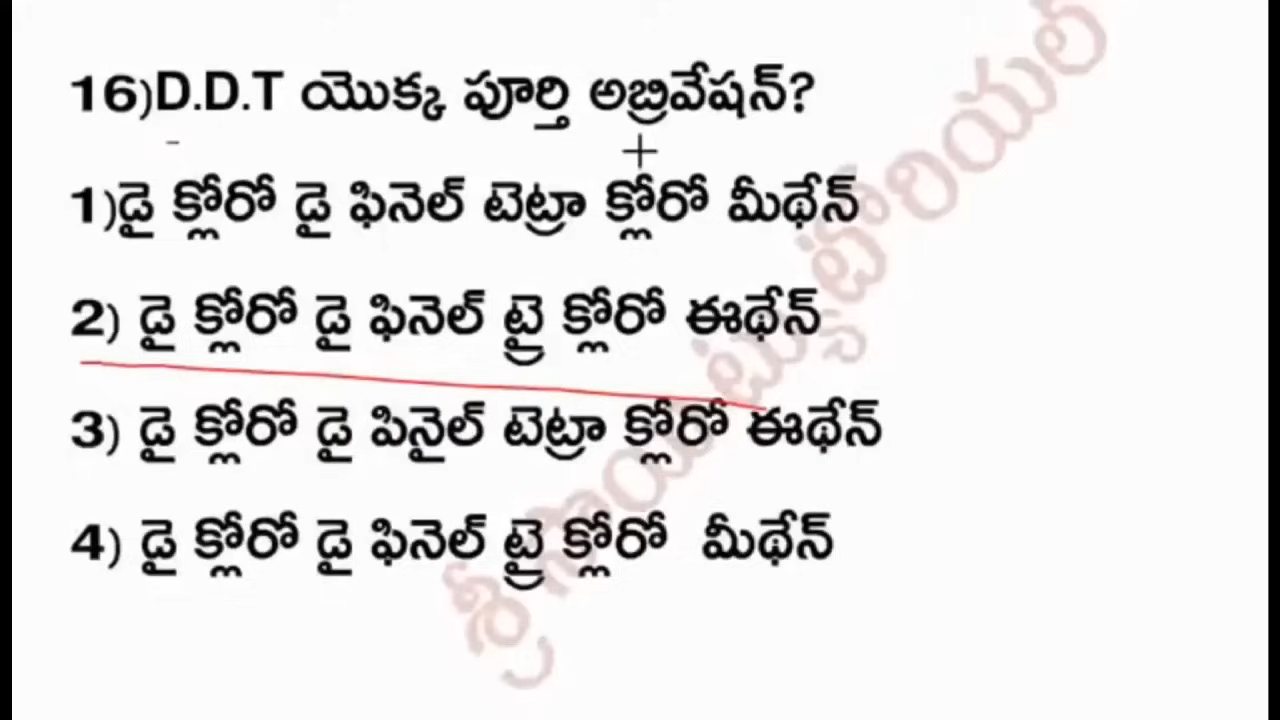 16)D.D.T యొక్క పూర్తి అబ్రివేషన్?
1)డై క్లోరో డై ఫినెల్ టెట్రా క్లోరో మీథేన్
2) డై క్లోరో డై ఫినెల్ ట్రై క్లోరో ఈథేన్
3) డై క్లోరో డై పినైల్ టెట్రా క్లోరో ఈథేన్
4) డై క్లోరో డై ఫినెల్ ట్రై క్లోరో మీథేన్